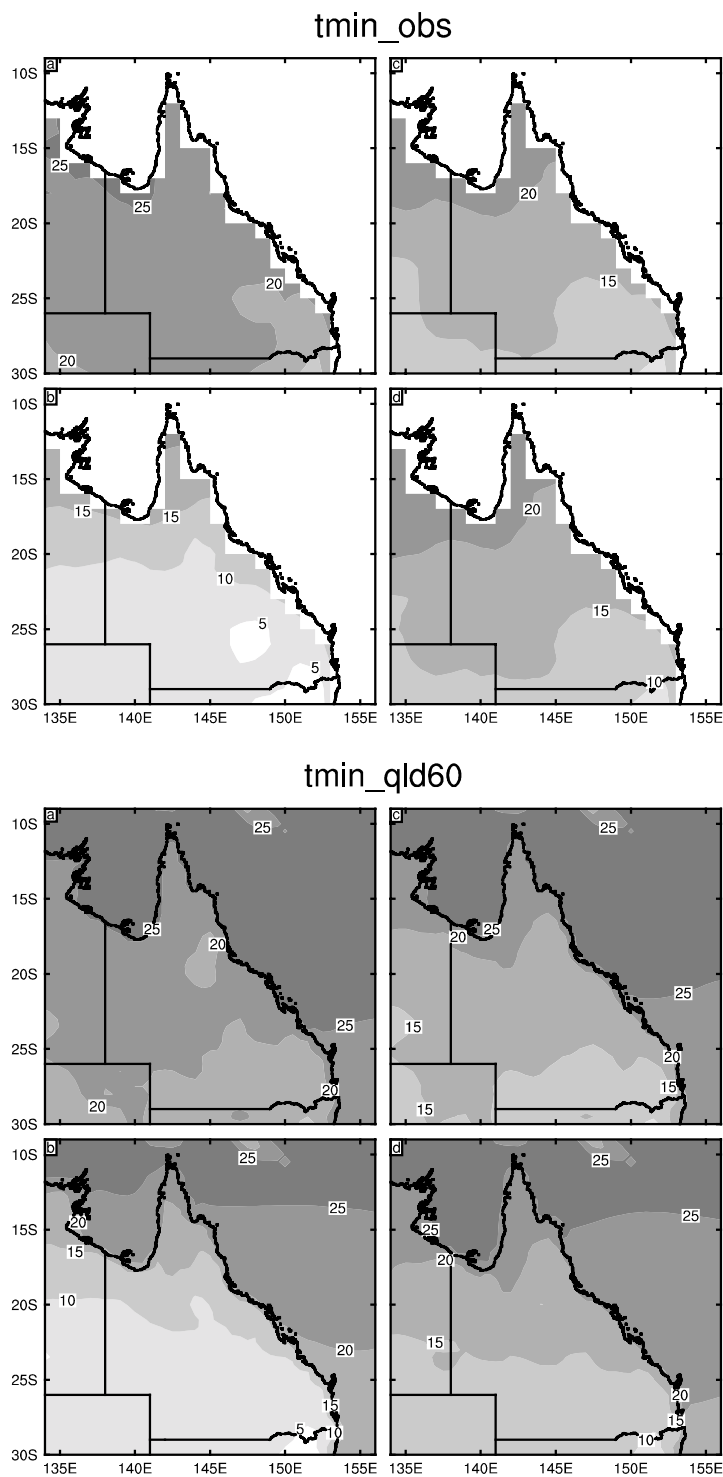 tmin_obs
a c
10S
15S
25 20
20S 25
20 15
25S
20
30S
b d
10S
15S
15 15 20
20S
10
5 15
25S
5 10
30S
135E 140E 145E 150E 155E 135E 140E 145E 150E 155E
tmin_qld60
a 25 c 25
10S
15S
25 20 20 25
20S
25 25
15
25S 20
20 20 15 15
30S
b 25 d 25
10S
25 25
15S 20 25
15 20
10
20S
20 15
25S
15 20
5 10 15 10
30S
135E 140E 145E 150E 155E 135E 140E 145E 150E 155E